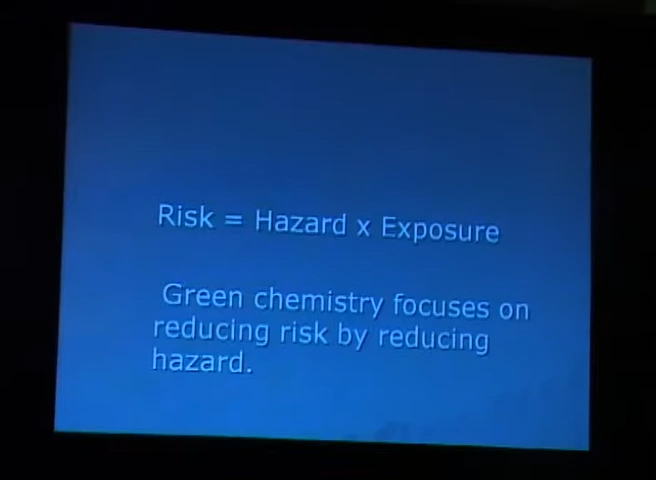 Risk = Hazard x Exposure
Green chemistry focuses on
reducing risk by reducing
hazard.